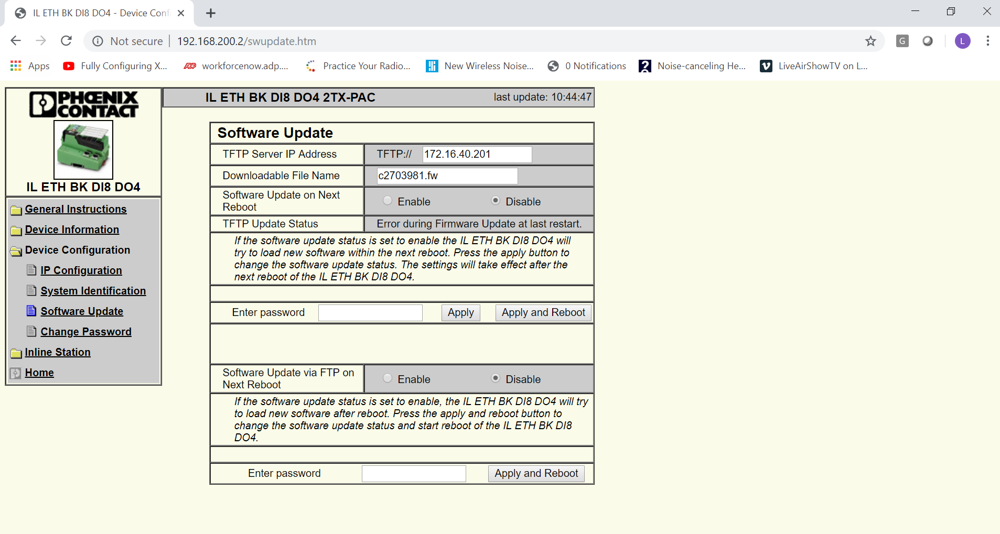 IL ETH BK DI8 DO4 - Device Conf
Not secure
192.168.200.2/swupdate.htm
G
L
Apps
Fully Configuring X...
ADP
workforcenow.adp....
Practice Your Radio...
New Wireless Noise...
0 Notifications
Noise-canceling He...
LiveAirShowTV on L...
PHŒNIX
CONTACT
IL ETH BK DI8 DO4
General Instructions
Device Information
Device Configuration
IP Configuration
System Identification
Software Update
Change Password
Inline Station
Home
IL ETH BK DI8 DO4 2TX-PAC
last update: 10:44:47
Software Update
TFTP Server IP Address
TFTP://
172.16.40.201
Downloadable File Name
c2703981.fw
Software Update on Next
Reboot
Enable
Disable
TFTP Update Status
Error during Firmware Update at last restart.
If the software update status is set to enable the IL ETH BK DI8 DO4 will
try to load new software within the next reboot. Press the apply button to
change the software update status. The settings will take effect after the
next reboot of the IL ETH BK DI8 DO4.
Enter password
Apply
Apply and Reboot
Software Update via FTP on
Next Reboot
Enable
Disable
If the software update status is set to enable, the IL ETH BK DI8 DO4 will try
to load new software after reboot. Press the apply and reboot button to
change the software update status and start reboot of the IL ETH BK DI8
DO4.
Enter password
Apply and Reboot